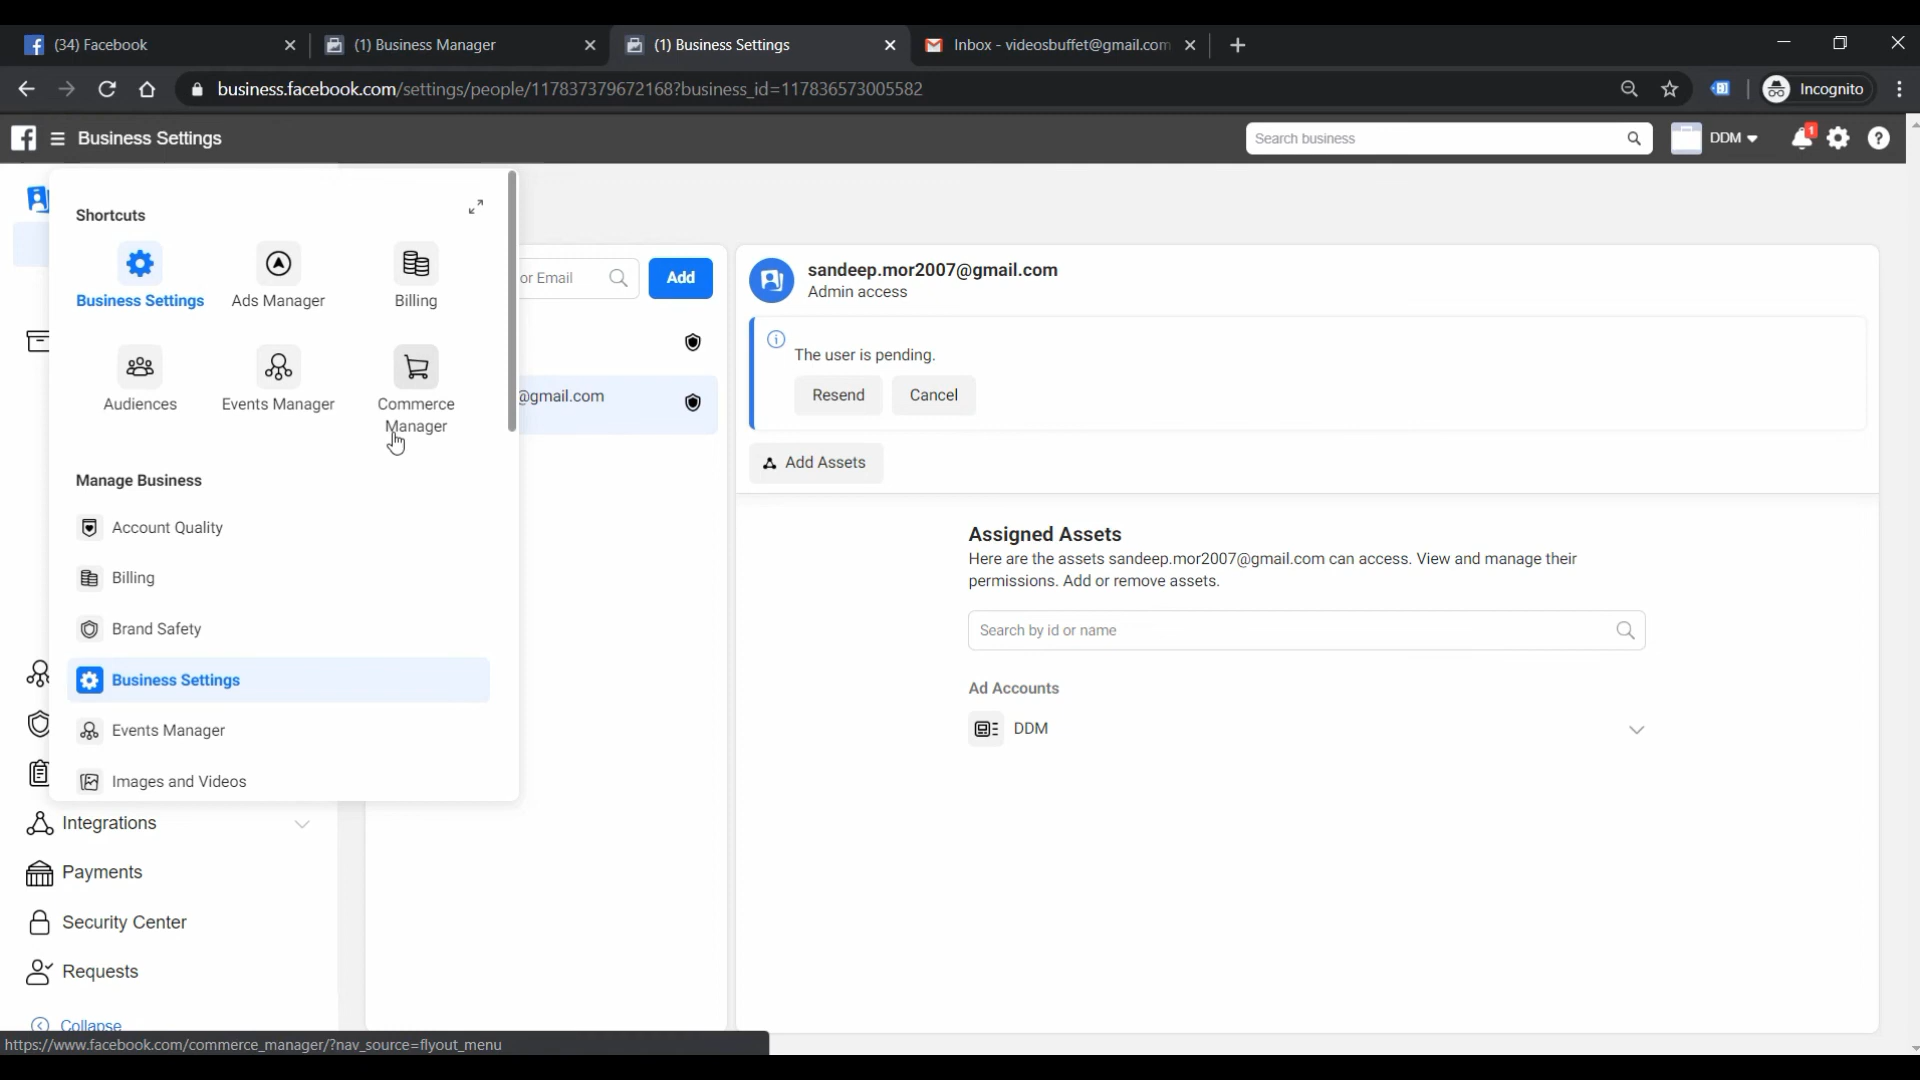 (34) Facebook
(1) Business Manager
(1) Business Settings
Inbox - videosbuffet@gmail.com
business.facebook.com/settings/people/117837379672168?business_id=117836573005582
Incognito
Business Settings
Search business
DDM
1
Shortcuts
Business Settings
Ads Manager
Billing
Audiences
Events Manager
Commerce
Manager
Manage Business
Account Quality
Billing
Brand Safety
Business Settings
Events Manager
Images and Videos
Integrations
Payments
Security Center
Requests
Collapse
or Email
Add
@gmail.com
sandeep.mor2007@gmail.com
Admin access
The user is pending.
Resend
Cancel
Add Assets
Assigned Assets
Here are the assets sandeep.mor2007@gmail.com can access. View and manage their
permissions. Add or remove assets.
Search by id or name
Ad Accounts
DDM
https://www.facebook.com/commerce_manager/?nav_source=flyout_menu